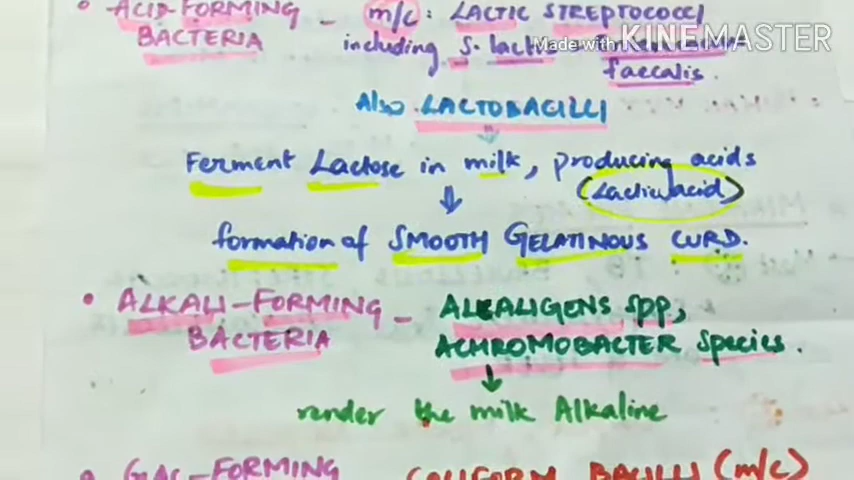 • ACID-FORMING BACTERIA – m/c: LACTIC STREPTOCOCCI
including S. lactis
faecalis.
Made with KINEMASTER
Also LACTOBACILLI
Ferment Lactose in milk, producing acids
(Lactic acid)
formation of SMOOTH GELATINOUS CURD.
• ALKALI-FORMING BACTERIA – ALKALIGENS spp,
ACHROMOBACTER species.
render the milk Alkaline
• GAS-FORMING COLIFORM BACILLI (m/c)